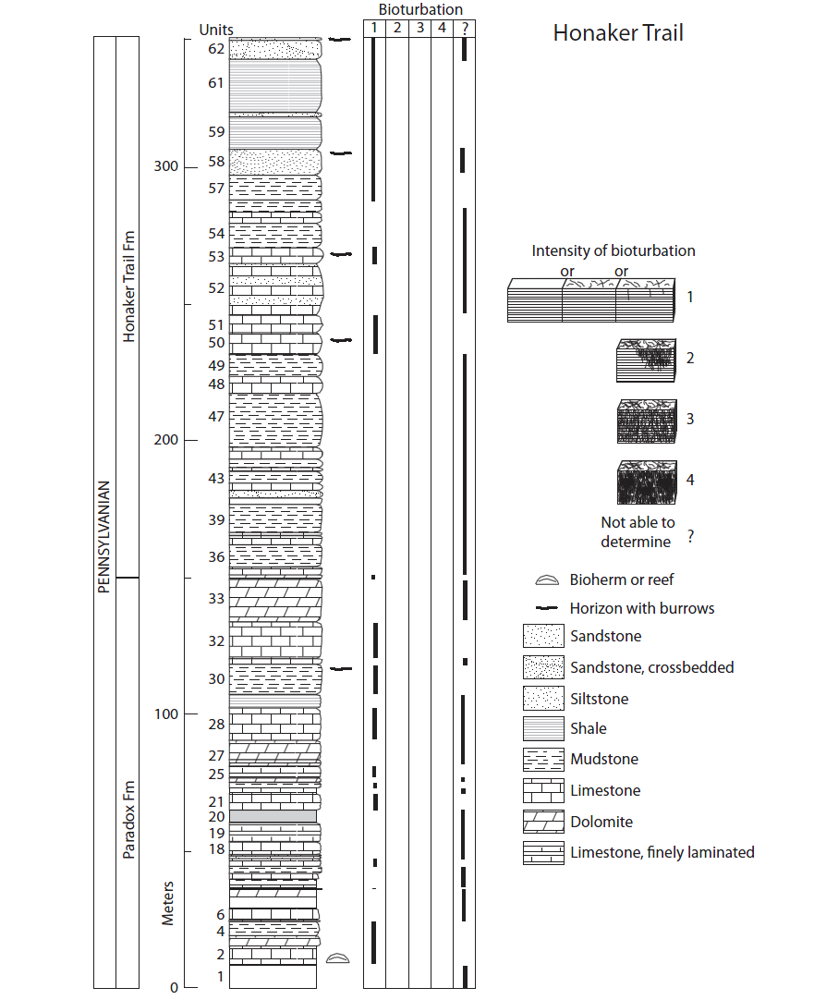 Bioturbation
Units
1 2 3 4 ?
Honaker Trail
62
61
59
58
300
57
54
53
52
51
50
49
48
47
200
43
39
36
33
32
30
100
28
27
25
21
20
19
18
6
4
2
1
0
Meters
PENNSYLVANIAN
Honaker Trail Fm
Paradox Fm
Intensity of bioturbation
or or
1
2
3
4
Not able to
determine ?
Bioherm or reef
Horizon with burrows
Sandstone
Sandstone, crossbedded
Siltstone
Shale
Mudstone
Limestone
Dolomite
Limestone, finely laminated